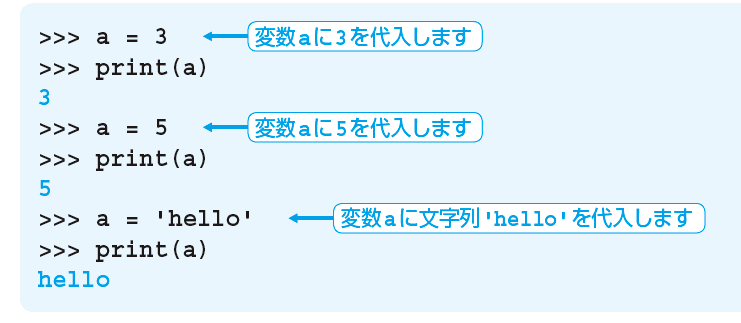 >>> a = 3 変数aに3を代入します
>>> print(a)
3
>>> a = 5 変数aに5を代入します
>>> print(a)
5
>>> a = 'hello' 変数aに文字列'hello'を代入します
>>> print(a)
hello